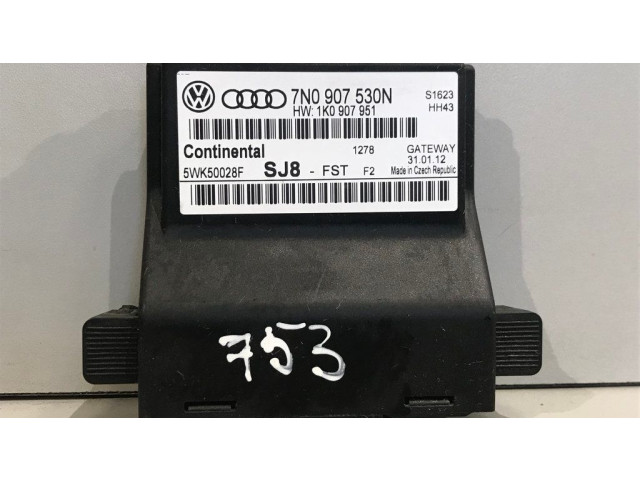 7N0 907 530N
HW: 1K0 907 951
S1623
HH43
Continental 1278 GATEWAY
31.01.12
5WK50028F SJ8 - FST F2 Made in Czech Republic
753